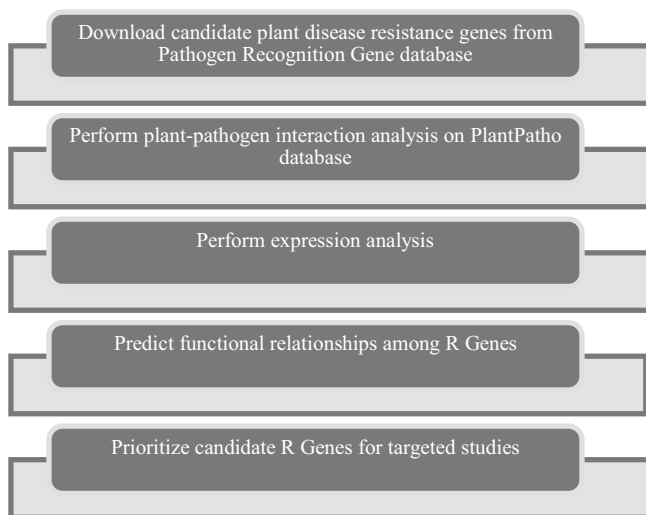 Download candidate plant disease resistance genes from
Pathogen Recognition Gene database
Perform plant-pathogen interaction analysis on PlantPatho
database
Perform expression analysis
Predict functional relationships among R Genes
Prioritize candidate R Genes for targeted studies